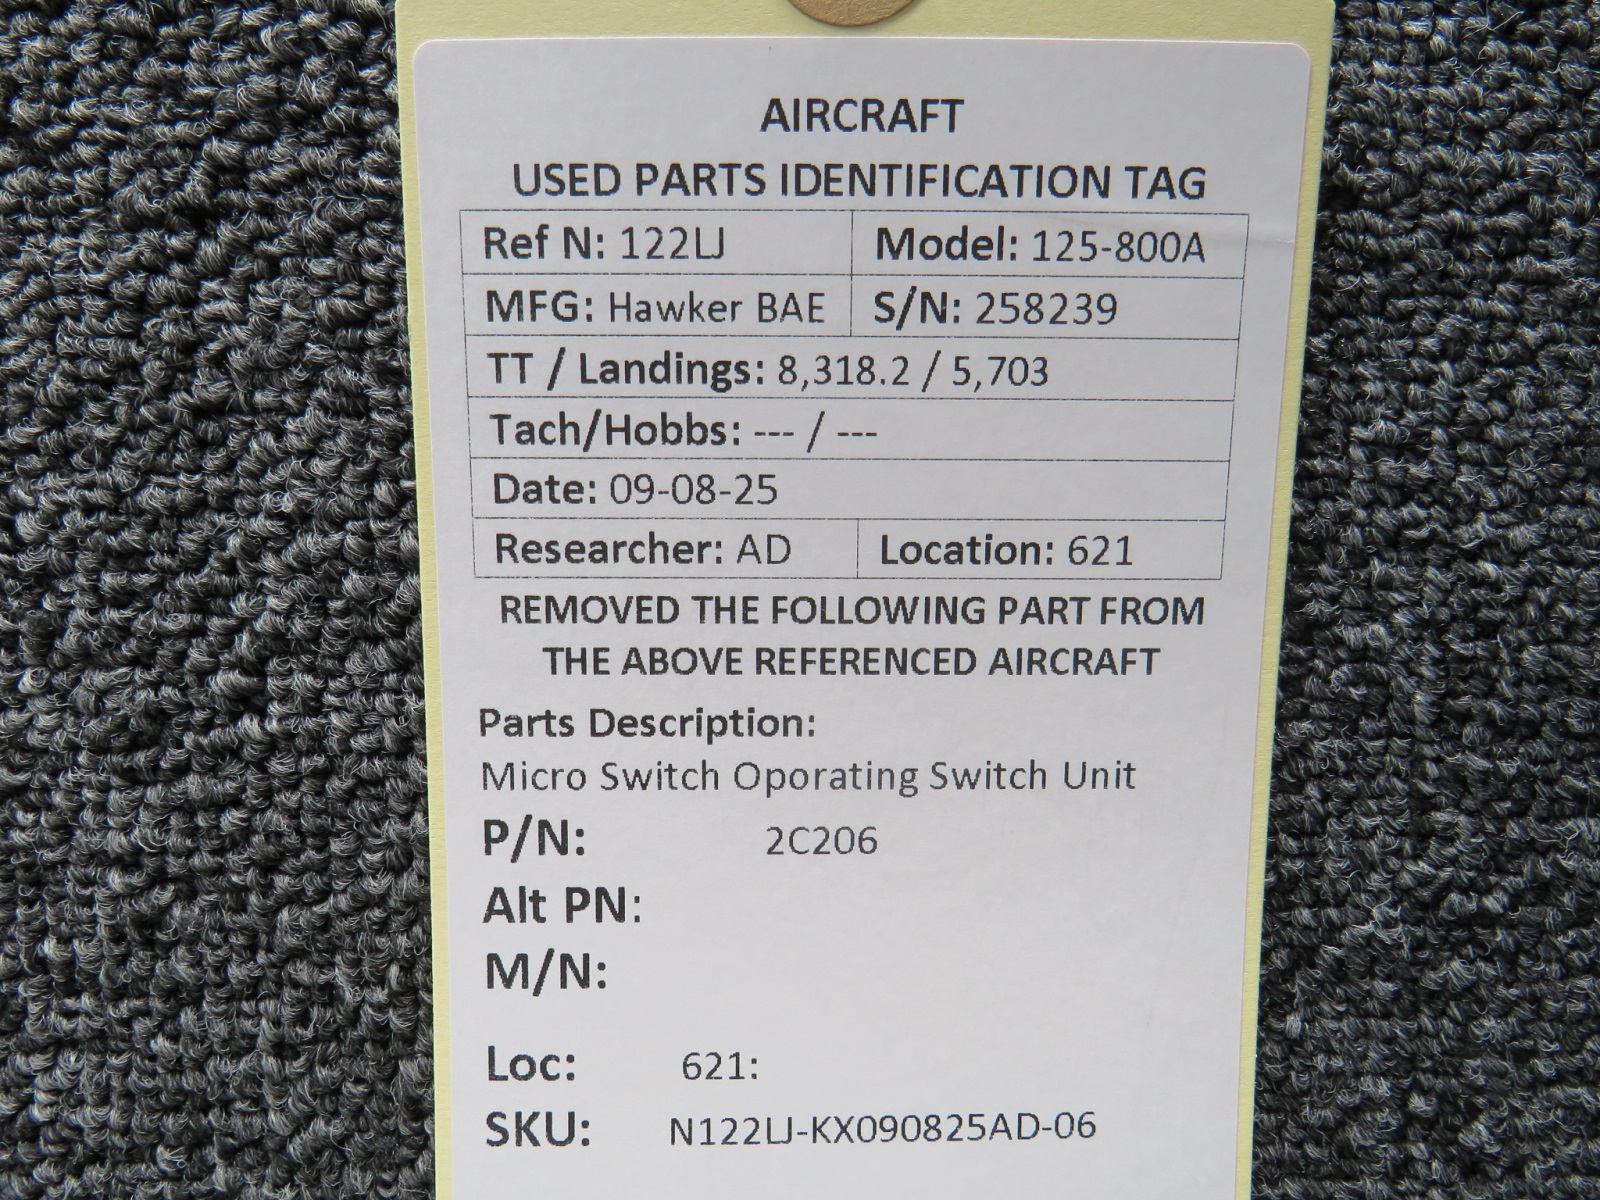 AIRCRAFT
USED PARTS IDENTIFICATION TAG
Ref N: 122LJ Model: 125-800A
MFG: Hawker BAE S/N: 258239
TT / Landings: 8,318.2 / 5,703
Tach/Hobbs: --- / ---
Date: 09-08-25
Researcher: AD Location: 621
REMOVED THE FOLLOWING PART FROM
THE ABOVE REFERENCED AIRCRAFT
Parts Description:
Micro Switch Oporating Switch Unit
P/N: 2C206
Alt PN:
M/N:
Loc: 621:
SKU: N122LJ-KX090825AD-06